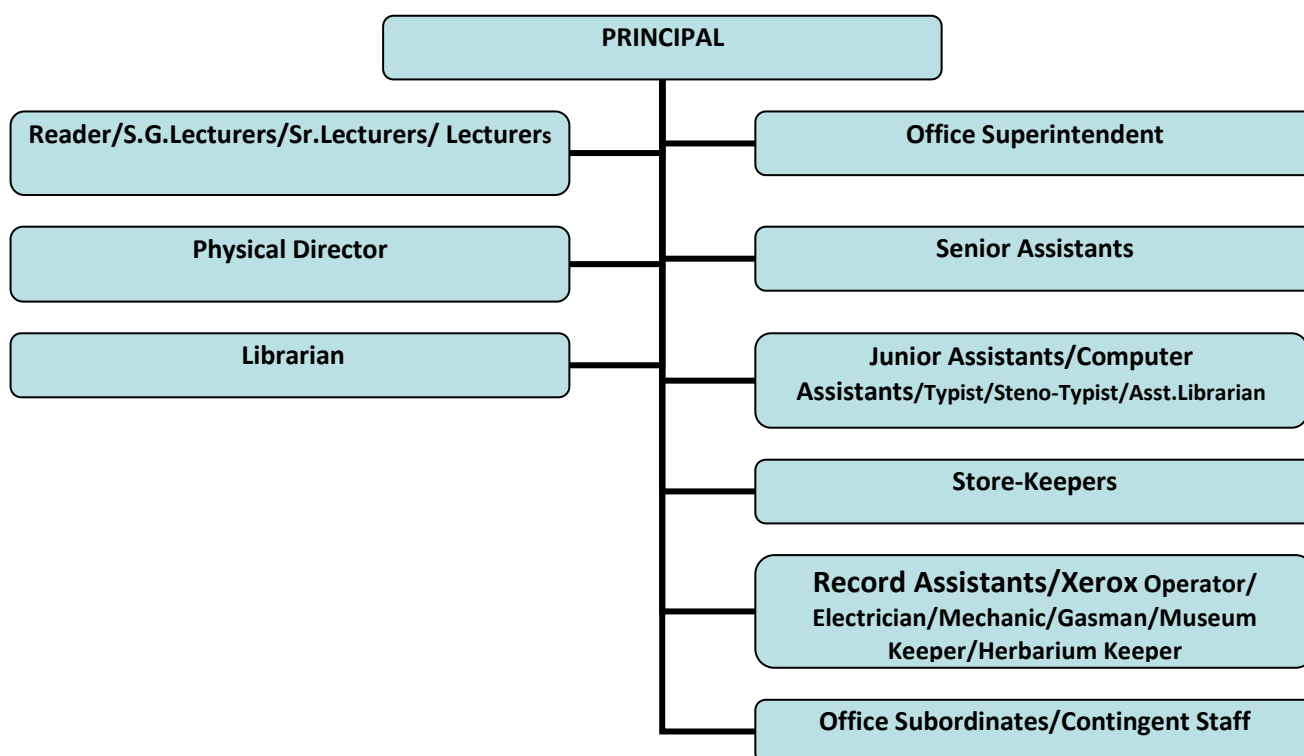 PRINCIPAL
Reader/S.G.Lecturers/Sr.Lecturers/ Lecturers
Physical Director
Librarian
Office Superintendent
Senior Assistants
Junior Assistants/Computer
Assistants/Typist/Steno-Typist/Asst.Librarian
Store-Keepers
Record Assistants/Xerox Operator/
Electrician/Mechanic/Gasman/Museum
Keeper/Herbarium Keeper
Office Subordinates/Contingent Staff